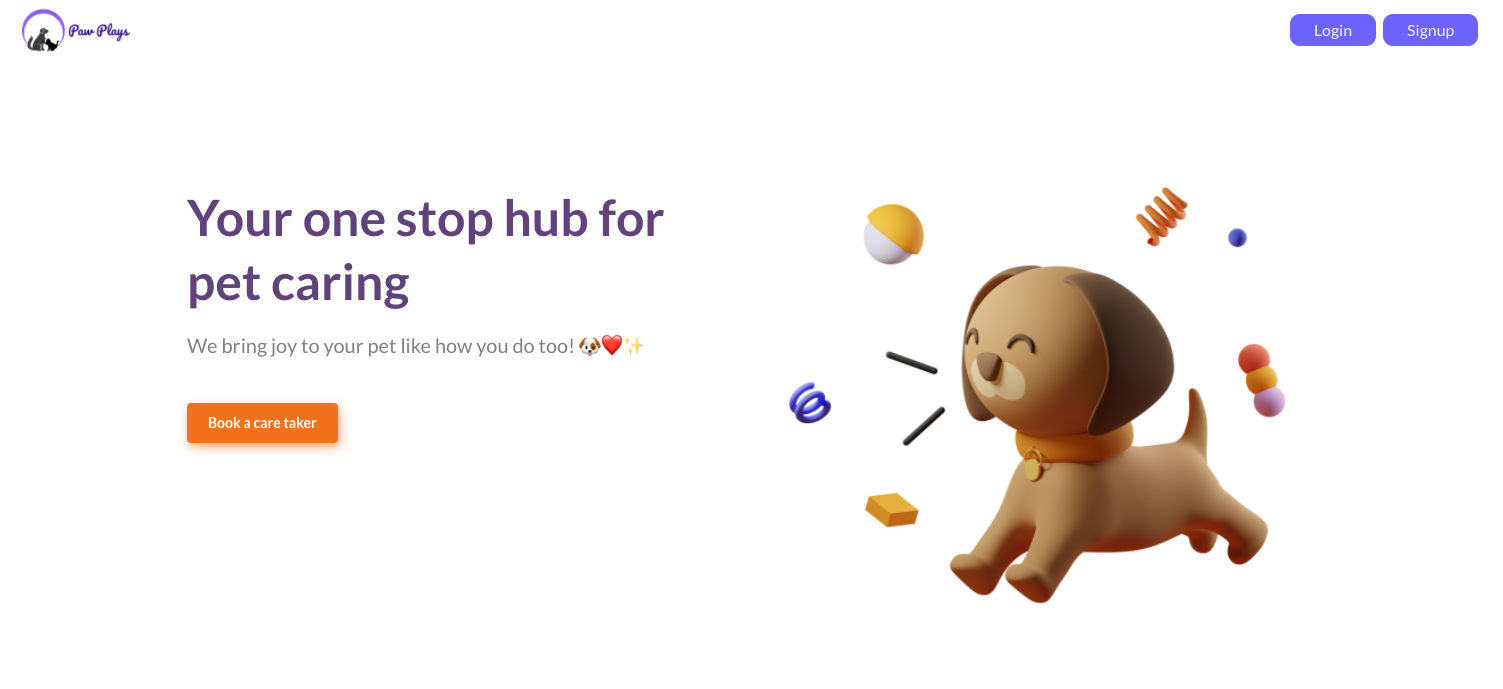 Paw Plays
Login
Signup
Your one stop hub for
pet caring
We bring joy to your pet like how you do too! 🐶❤️✨
Book a care taker